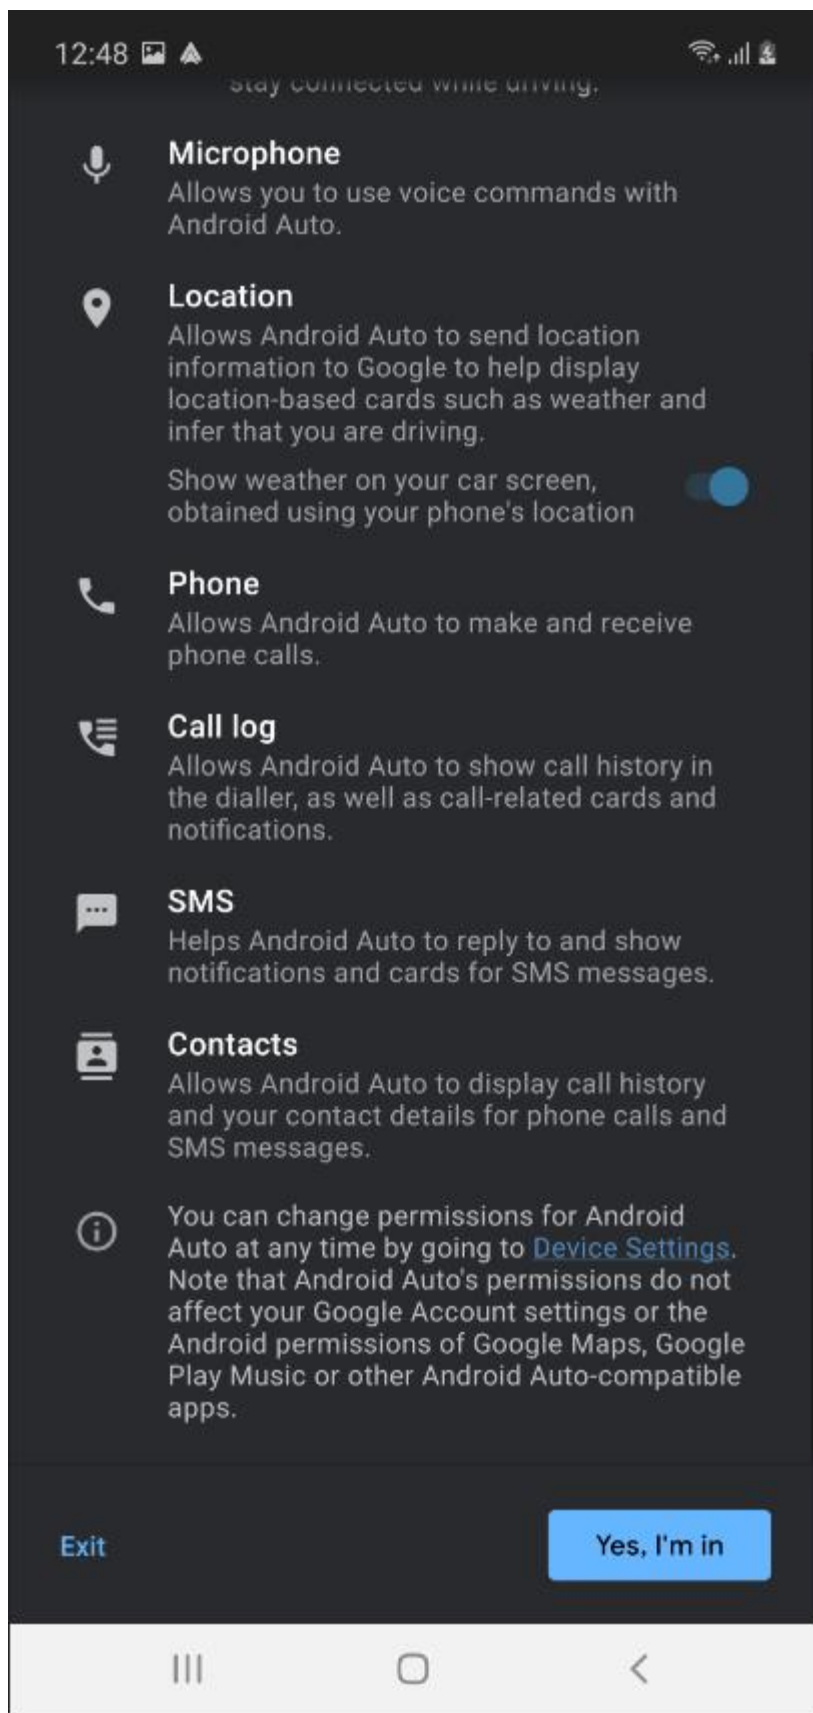 12:48
stay connected while driving.
Microphone
Allows you to use voice commands with
Android Auto.
Location
Allows Android Auto to send location
information to Google to help display
location-based cards such as weather and
infer that you are driving.
Show weather on your car screen,
obtained using your phone's location
Phone
Allows Android Auto to make and receive
phone calls.
Call log
Allows Android Auto to show call history in
the dialler, as well as call-related cards and
notifications.
SMS
Helps Android Auto to reply to and show
notifications and cards for SMS messages.
Contacts
Allows Android Auto to display call history
and your contact details for phone calls and
SMS messages.
You can change permissions for Android
Auto at any time by going to Device Settings.
Note that Android Auto's permissions do not
affect your Google Account settings or the
Android permissions of Google Maps, Google
Play Music or other Android Auto-compatible
apps.
Exit
Yes, I'm in